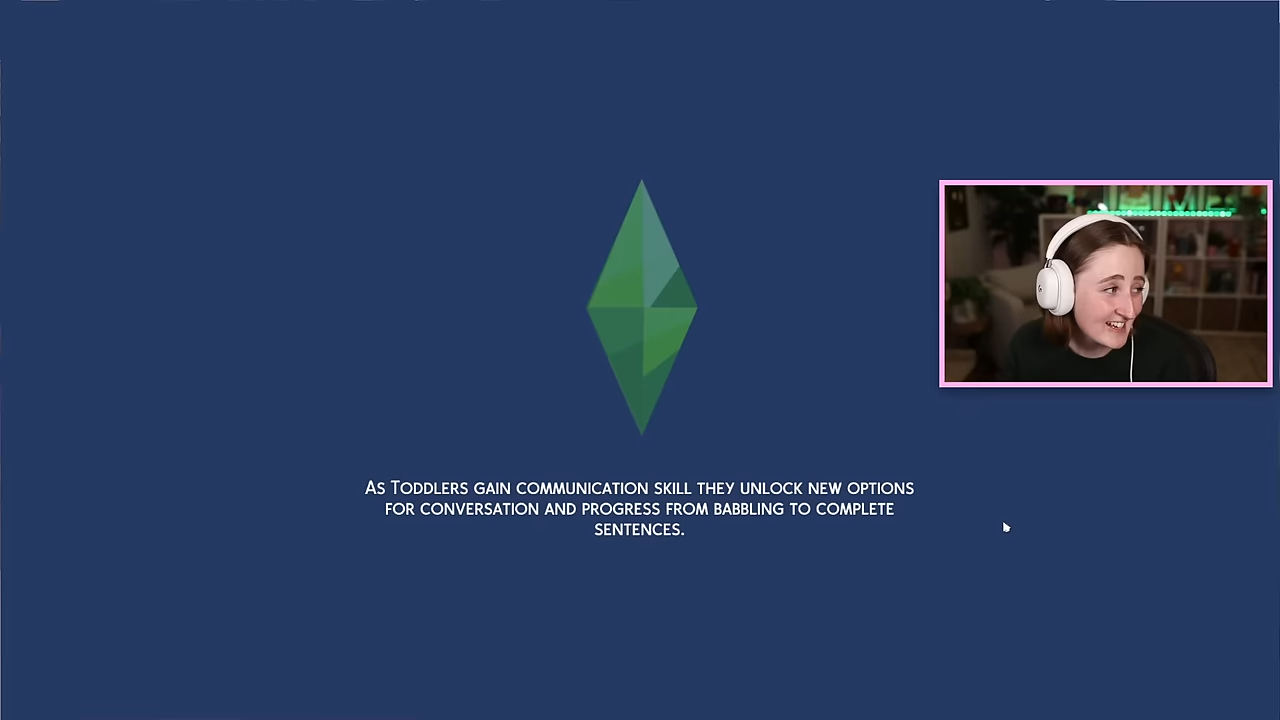 As Toddlers gain communication skill they unlock new options
for conversation and progress from babbling to complete
sentences.